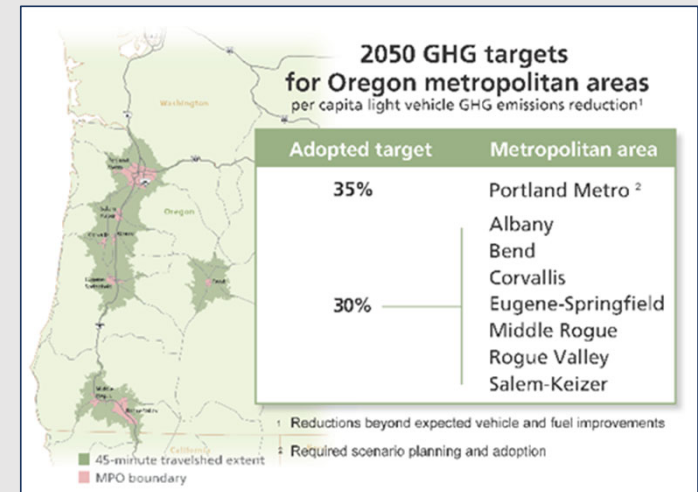 2050 GHG targets
for Oregon metropolitan areas
per capita light vehicle GHG emissions reduction¹
Adopted target
Metropolitan area
35%
Portland Metro ²
30%
Albany
Bend
Corvallis
Eugene-Springfield
Middle Rogue
Rogue Valley
Salem-Keizer
¹ Reductions beyond expected vehicle and fuel improvements
² Required scenario planning and adoption
Washington
Oregon
California
45-minute travelshed extent
MPO boundary